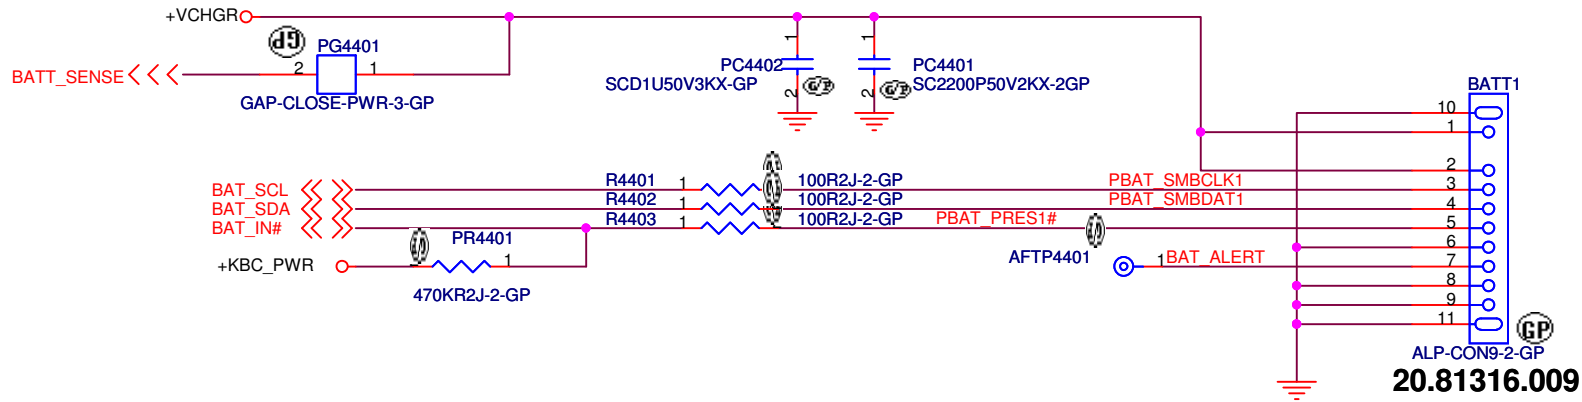 +VCHGR
GP
PG4401
BATT_SENSE
2
1
GAP-CLOSE-PWR-3-GP
1
1
PC4402
SCD1U50V3KX-GP
2
G/P
PC4401
SC2200P50V2KX-2GP
2
G/P
BATT1
10
1
2
BAT_SCL
R4401
1
100R2J-2-GP
PBAT_SMBCLK1
3
BAT_SDA
R4402
1
100R2J-2-GP
PBAT_SMBDAT1
4
BAT_IN#
R4403
1
100R2J-2-GP
PBAT_PRES1#
5
6
PR4401
+KBC_PWR
1
470KR2J-2-GP
AFTP4401
1
BAT_ALERT
7
8
9
11
GP
ALP-CON9-2-GP
20.81316.009